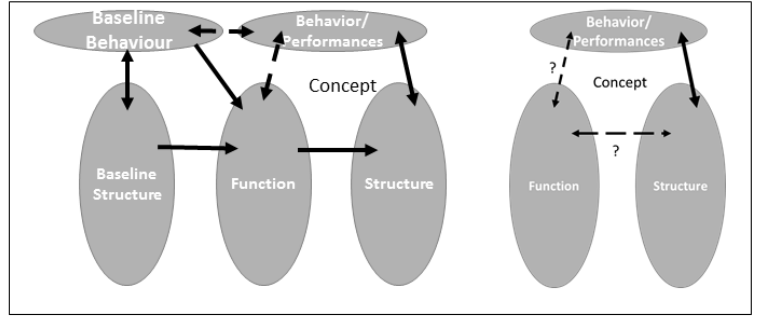 Baseline
Behaviour
Behavior/
Performances
Concept
Baseline
Structure
Function
Structure
Behavior/
Performances
?
Concept
?
Function
Structure